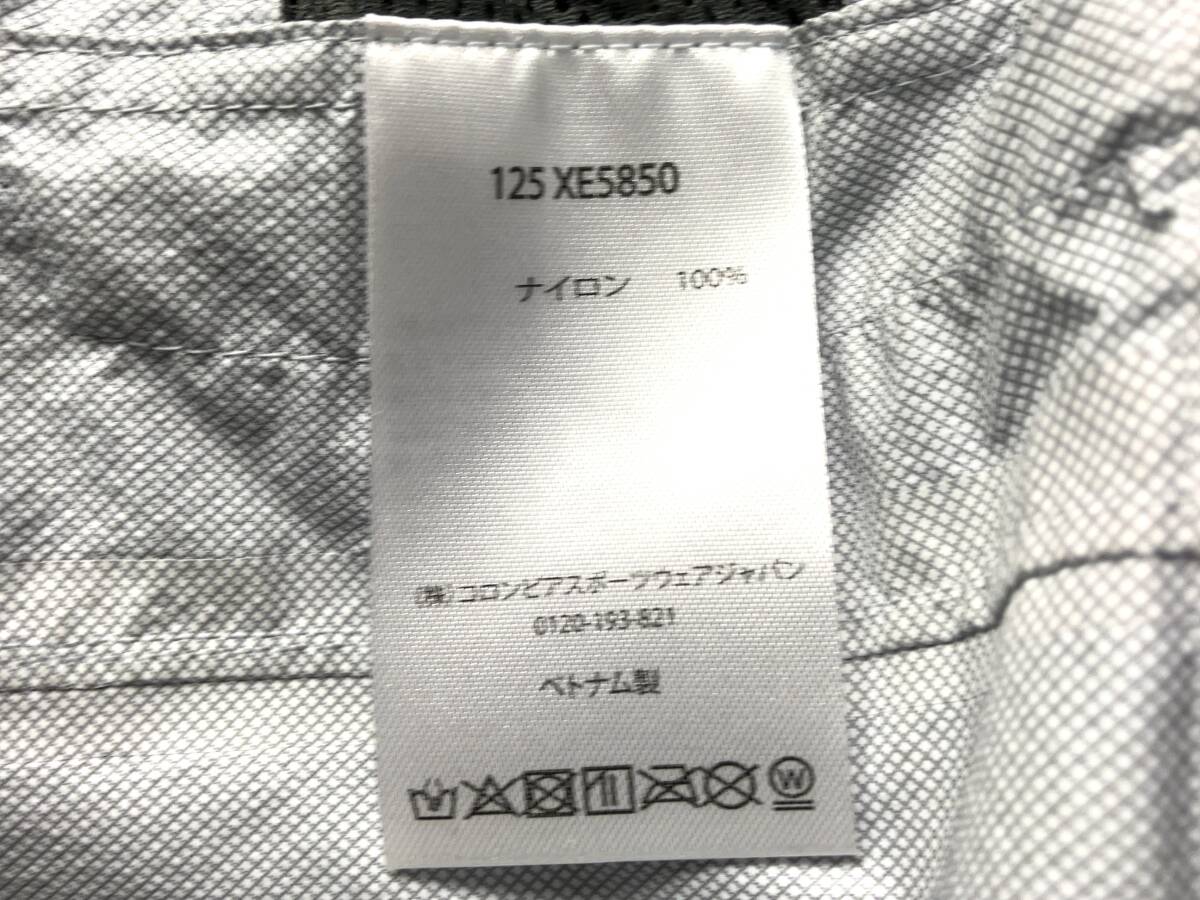 125 XE5850
ナイロン 100%
(株)コロンビアスポーツウェアジャパン
0120-193-821
ベトナム製
W